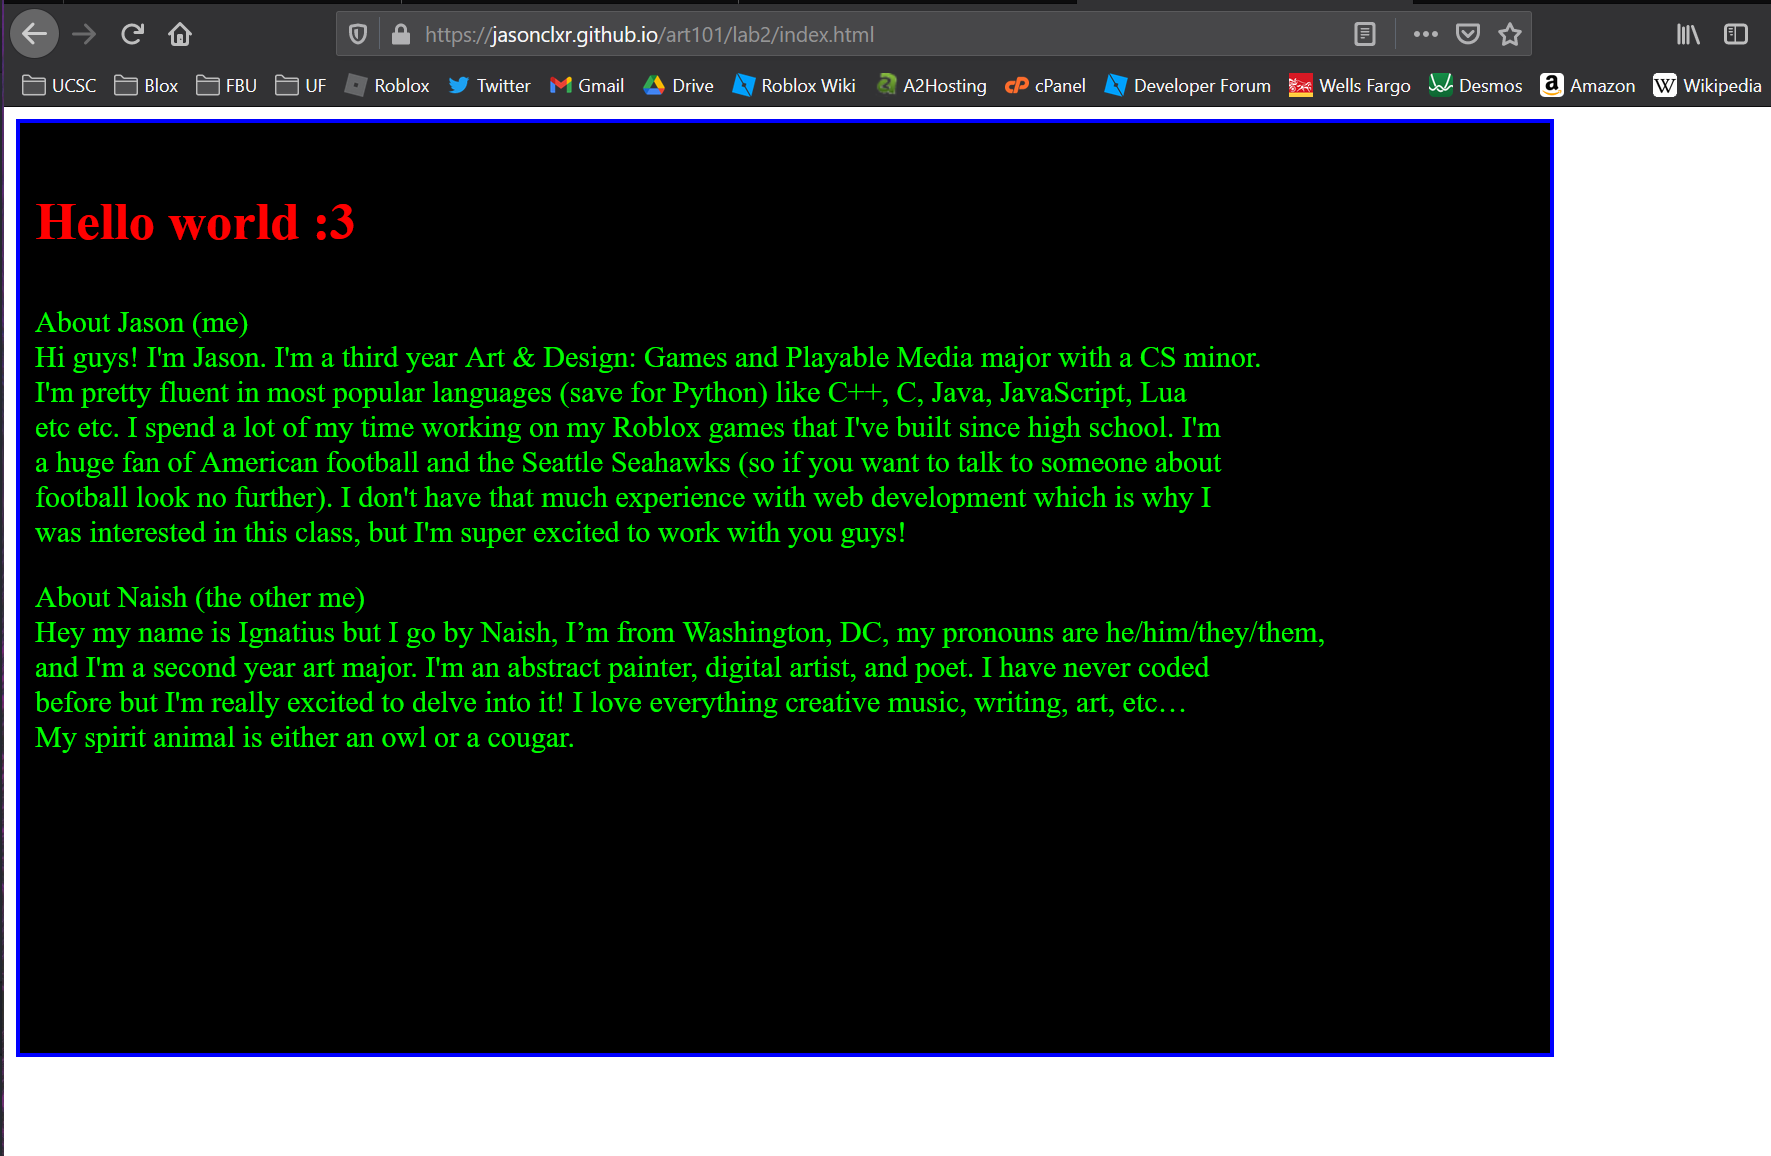 https://jasonclxr.github.io/art101/lab2/index.html
UCSC Blox FBU UF Roblox Twitter Gmail Drive Roblox Wiki A2Hosting cPanel Developer Forum Wells Fargo Desmos Amazon Wikipedia
Hello world :3
About Jason (me)
Hi guys! I'm Jason. I'm a third year Art & Design: Games and Playable Media major with a CS minor.
I'm pretty fluent in most popular languages (save for Python) like C++, C, Java, JavaScript, Lua
etc etc. I spend a lot of my time working on my Roblox games that I've built since high school. I'm
a huge fan of American football and the Seattle Seahawks (so if you want to talk to someone about
football look no further). I don't have that much experience with web development which is why I
was interested in this class, but I'm super excited to work with you guys!
About Naish (the other me)
Hey my name is Ignatius but I go by Naish, I’m from Washington, DC, my pronouns are he/him/they/them,
and I'm a second year art major. I'm an abstract painter, digital artist, and poet. I have never coded
before but I'm really excited to delve into it! I love everything creative music, writing, art, etc…
My spirit animal is either an owl or a cougar.